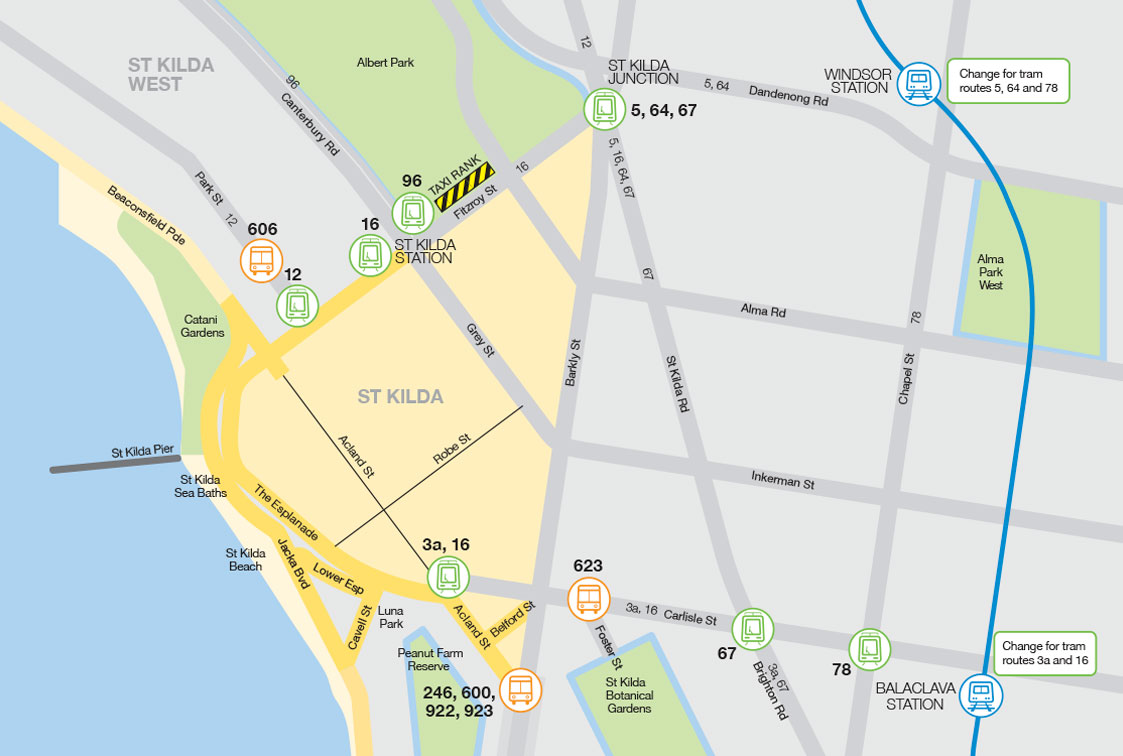 ST KILDA
WEST
Albert Park
12
ST KILDA
JUNCTION
5, 64, 67
5, 64
Dandenong Rd
WINDSOR
STATION
Change for tram
routes 5, 64 and 78
96
Canterbury Rd
TAXI RANK
16
Fitzroy St
5, 16, 64, 67
96
16
ST KILDA
STATION
Park St
12
606
12
Beaconsfield Pde
Catani
Gardens
67
Alma
Park
West
Alma Rd
78
Grey St
Barkly St
St Kilda Rd
Chapel St
ST KILDA
Acland St
Robe St
St Kilda Pier
St Kilda
Sea Baths
Inkerman St
The Esplanade
St Kilda
Beach
Jacka Bvd
Lower Esp
Cavell St
3a, 16
Luna
Park
Acland St
Belford St
623
3a, 16
Carlisle St
Foster St
67
3a, 67
Brighton Rd
78
Change for tram
routes 3a and 16
Peanut Farm
Reserve
St Kilda
Botanical
Gardens
246, 600,
922, 923
BALACLAVA
STATION